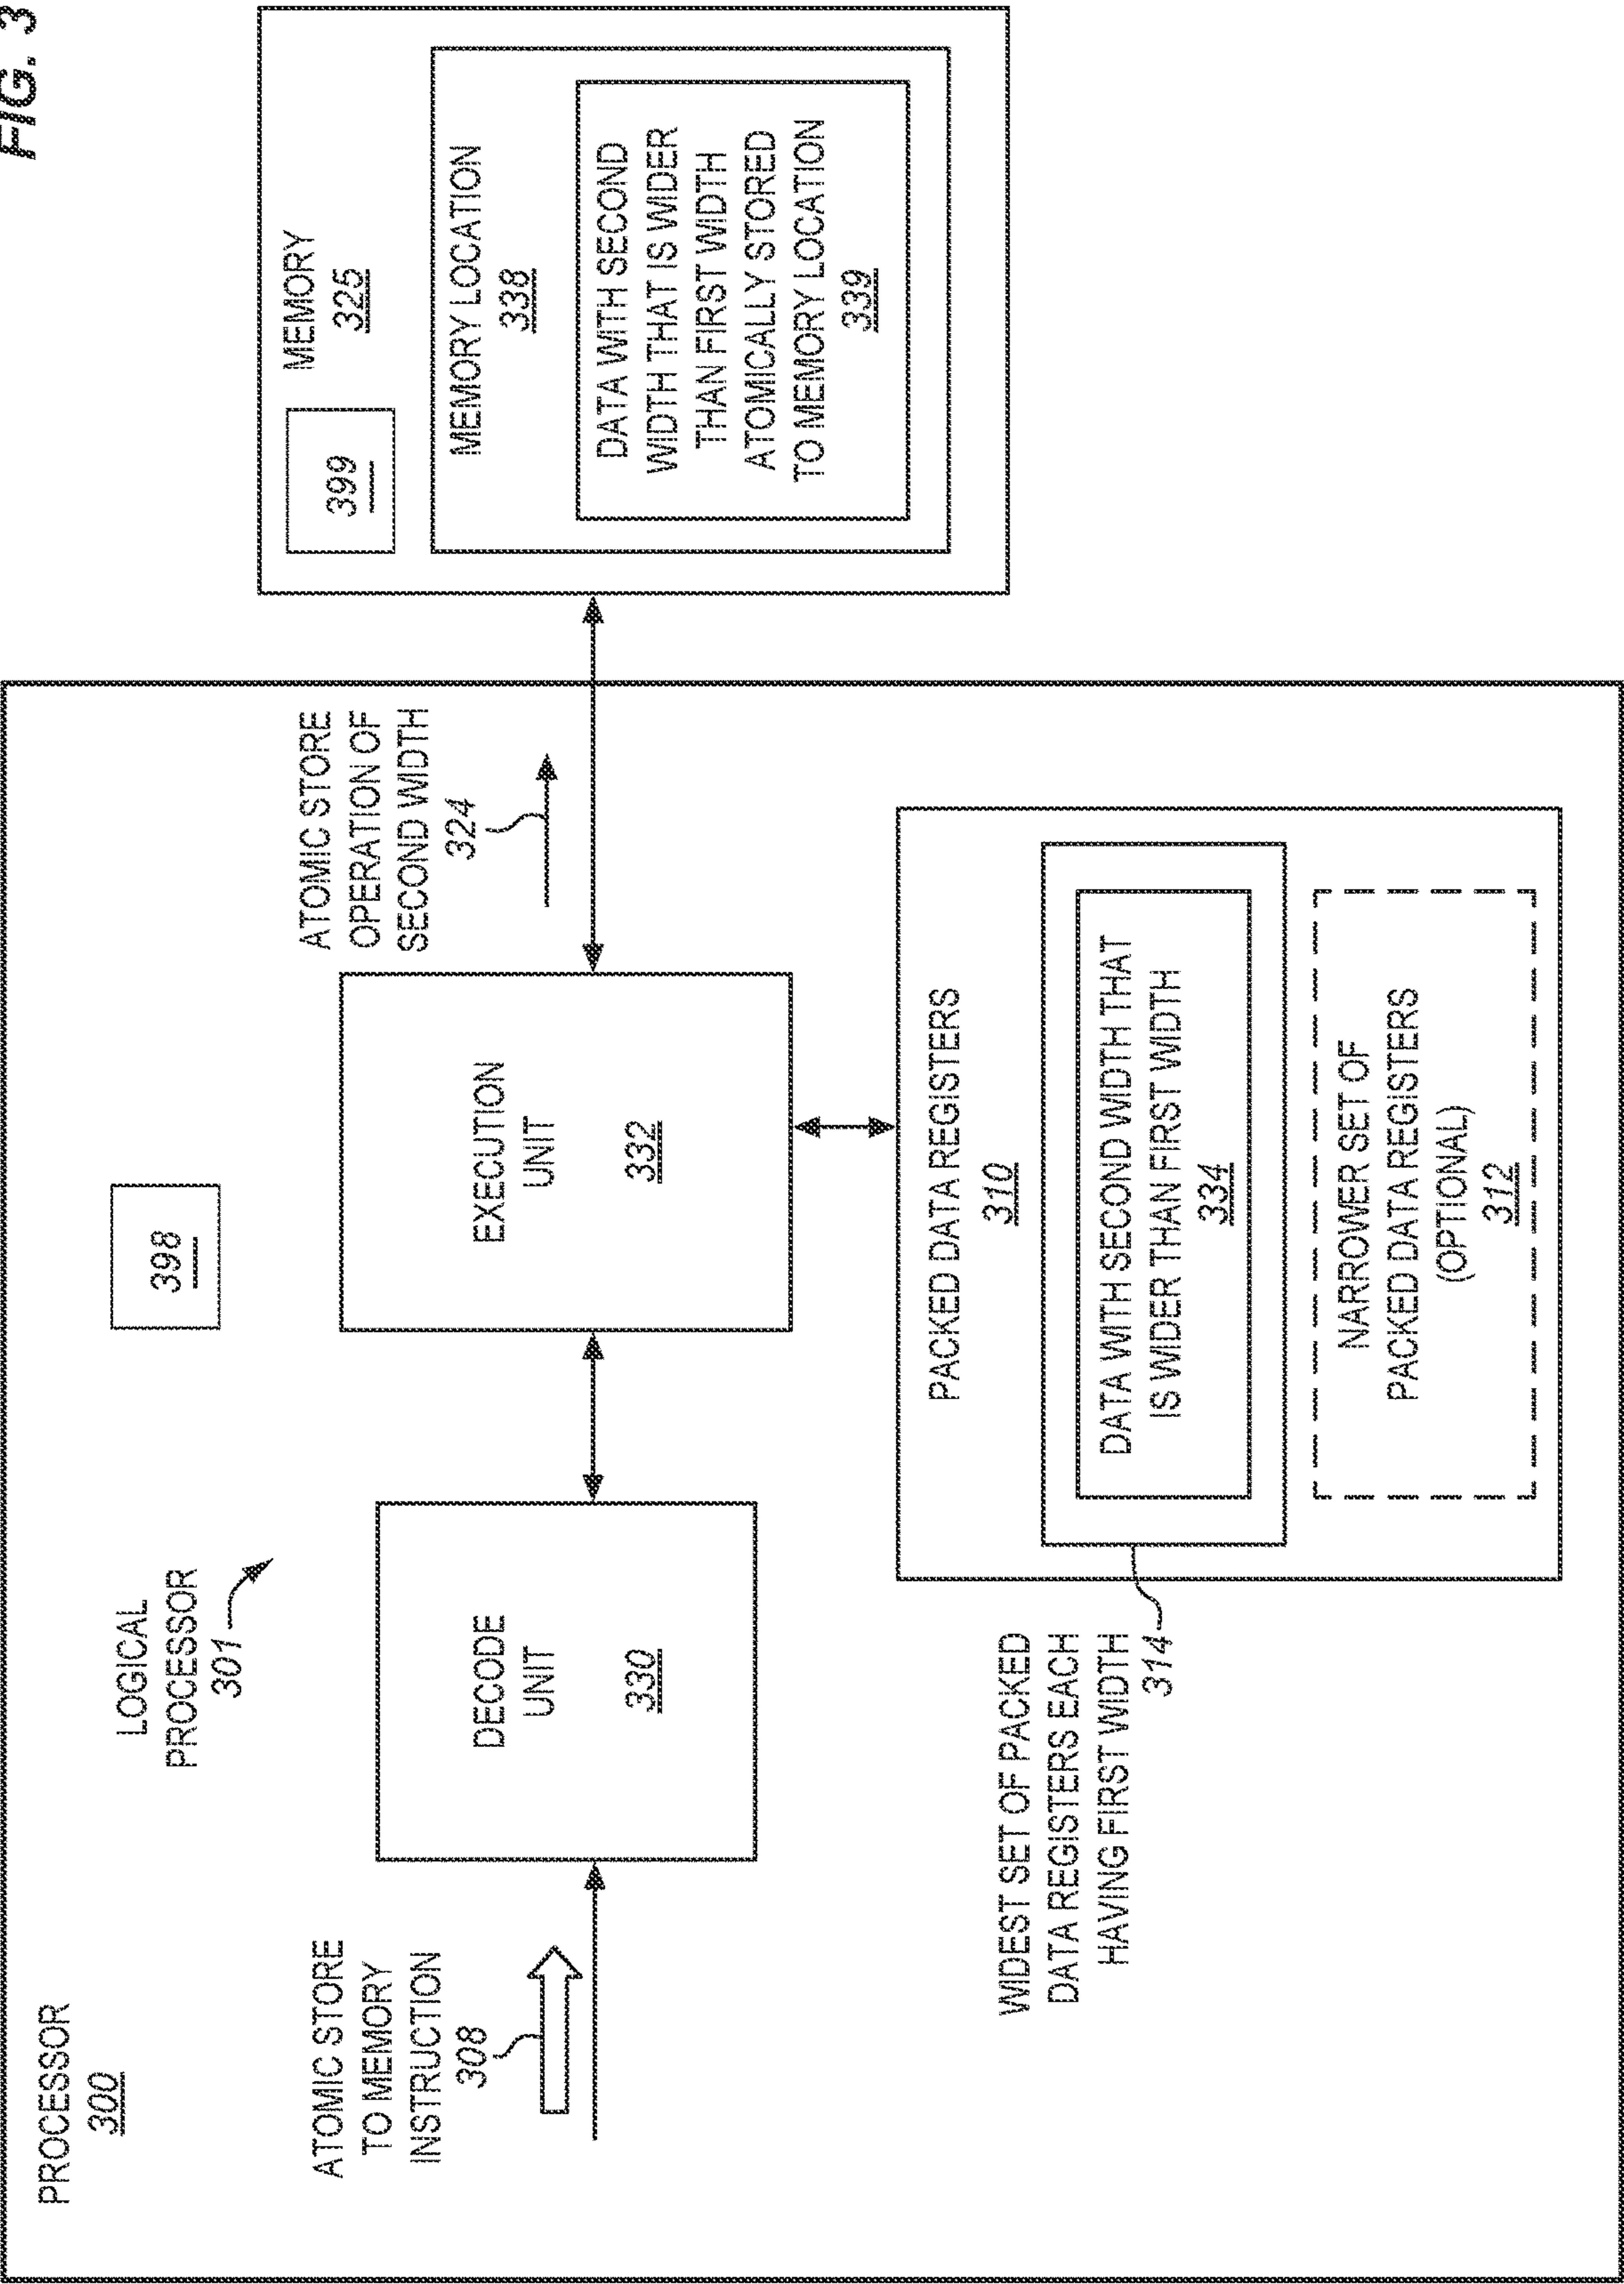 FIG. 3
PROCESSOR
300
LOGICAL
PROCESSOR
301
398
ATOMIC STORE
TO MEMORY
INSTRUCTION
308
DECODE
UNIT
330
EXECUTION
UNIT
332
ATOMIC STORE
OPERATION OF
SECOND WIDTH
324
MEMORY
325
399
MEMORY LOCATION
338
DATA WITH SECOND
WIDTH THAT IS WIDER
THAN FIRST WIDTH
ATOMICALLY STORED
TO MEMORY LOCATION
339
WIDEST SET OF PACKED
DATA REGISTERS EACH
HAVING FIRST WIDTH
314
PACKED DATA REGISTERS
310
DATA WITH SECOND WIDTH THAT
IS WIDER THAN FIRST WIDTH
334
NARROWER SET OF
PACKED DATA REGISTERS
(OPTIONAL)
312